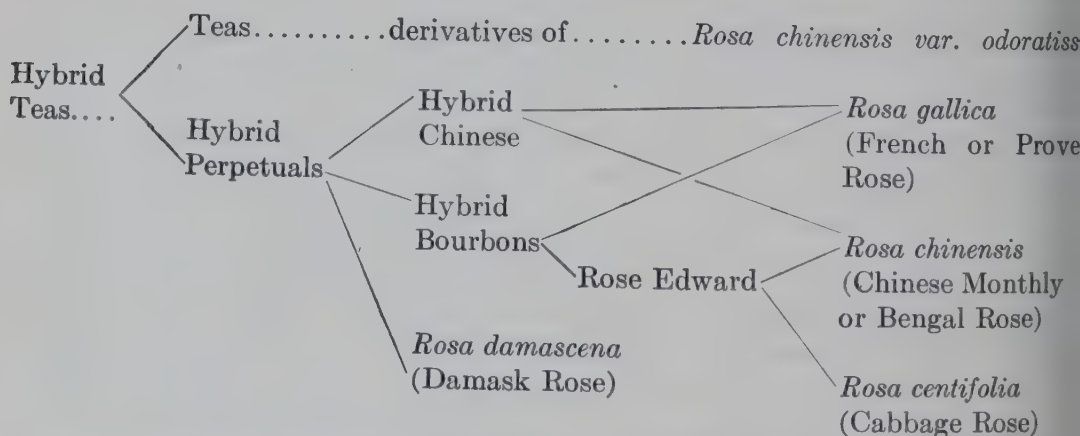 Teas..........derivatives of........Rosa chinensis var. odoratiss
Hybrid
Teas....
Hybrid
Perpetuals
Hybrid
Chinese
Rosa gallica
(French or Prove
Rose)
Hybrid
Bourbons
Rose Edward
Rosa chinensis
(Chinese Monthly
or Bengal Rose)
Rosa damascena
(Damask Rose)
Rosa centifolia
(Cabbage Rose)